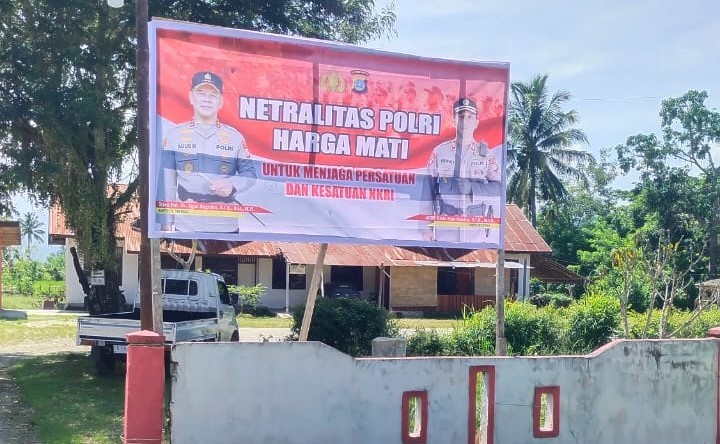 NETRALITAS POLRI
HARGA MATI
UNTUK MENJAGA PERSATUAN
DAN KESATUAN NKRI
AGUS N
POLRI